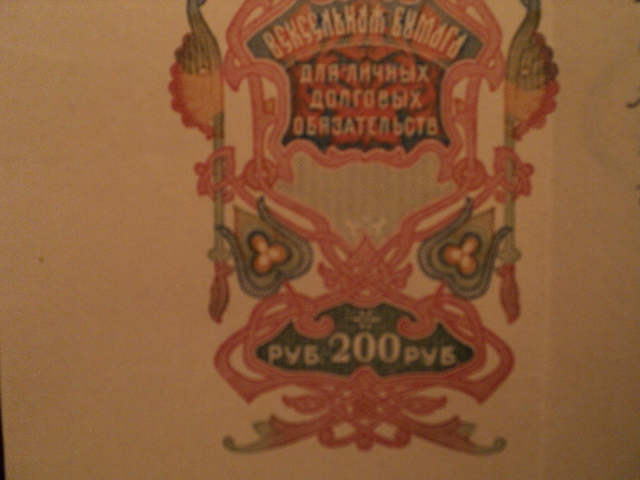 ВЕКСЕЛЬНАЯ БУМАГА
ДЛЯ ЛИЧНЫХ
ДОЛГОВЫХ
ОБЯЗАТЕЛЬСТВ
РУБ. 200 РУБ.